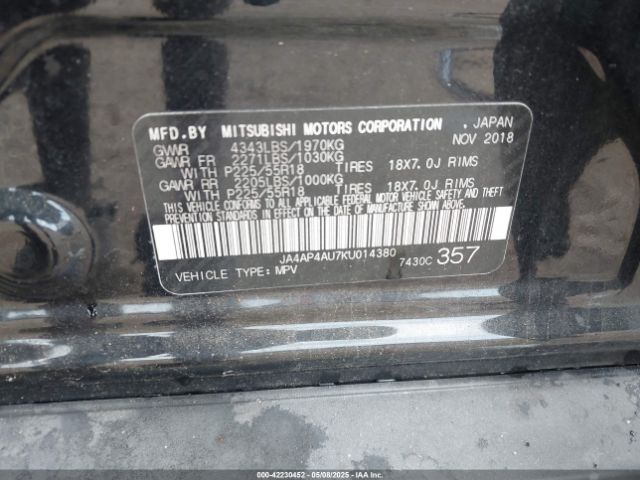 MFD.BY MITSUBISHI MOTORS CORPORATION , JAPAN
NOV 2018
GVWR 4343LBS/1970KG
GAWR FR 2271LBS/1030KG
WITH P225/55R18 TIRES 18X7.0J RIMS
GAWR RR 2205LBS/1000KG
WITH P225/55R18 TIRES 18X7.0J RIMS
THIS VEHICLE CONFORMS TO ALL APPLICABLE FEDERAL MOTOR VEHICLE SAFETY AND THEFT
PREVENTION STANDARDS IN EFFECT ON THE DATE OF MANUFACTURE SHOWN ABOVE.
JA4AP4AU7KU014380
7430C 357
VEHICLE TYPE: MPV
000-42230452 - 05/08/2025 - IAAI.COM